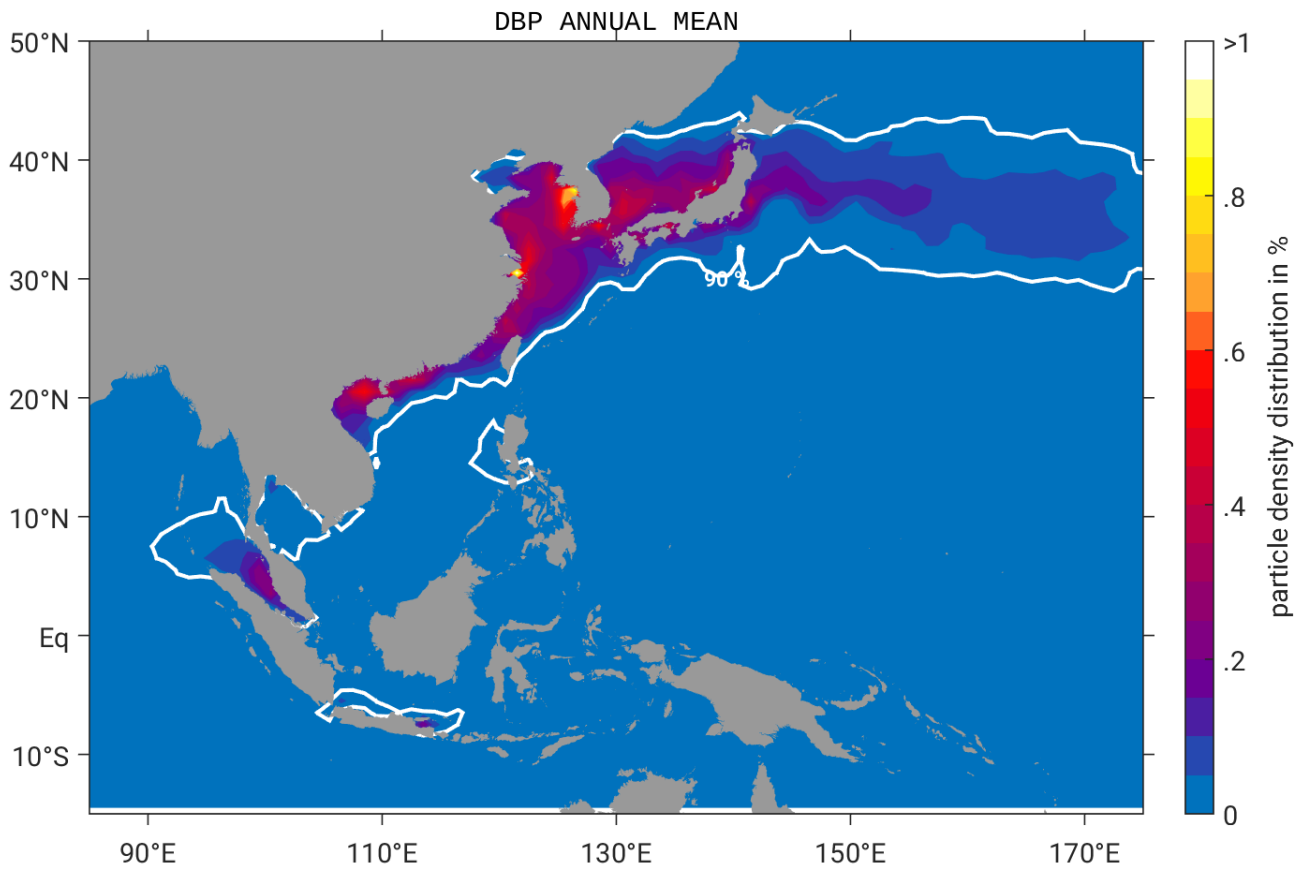 DBP ANNUAL MEAN
50°N
40°N
30°N
20°N
10°N
Eq
10°S
90 %
90°E
110°E
130°E
150°E
170°E
>1
.8
.6
.4
.2
0
particle density distribution in %